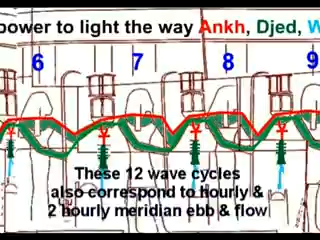 power to light the way Ankh, Djed, W
6 7 8 9
These 12 wave cycles
also correspond to hourly &
2 hourly meridian ebb & flow